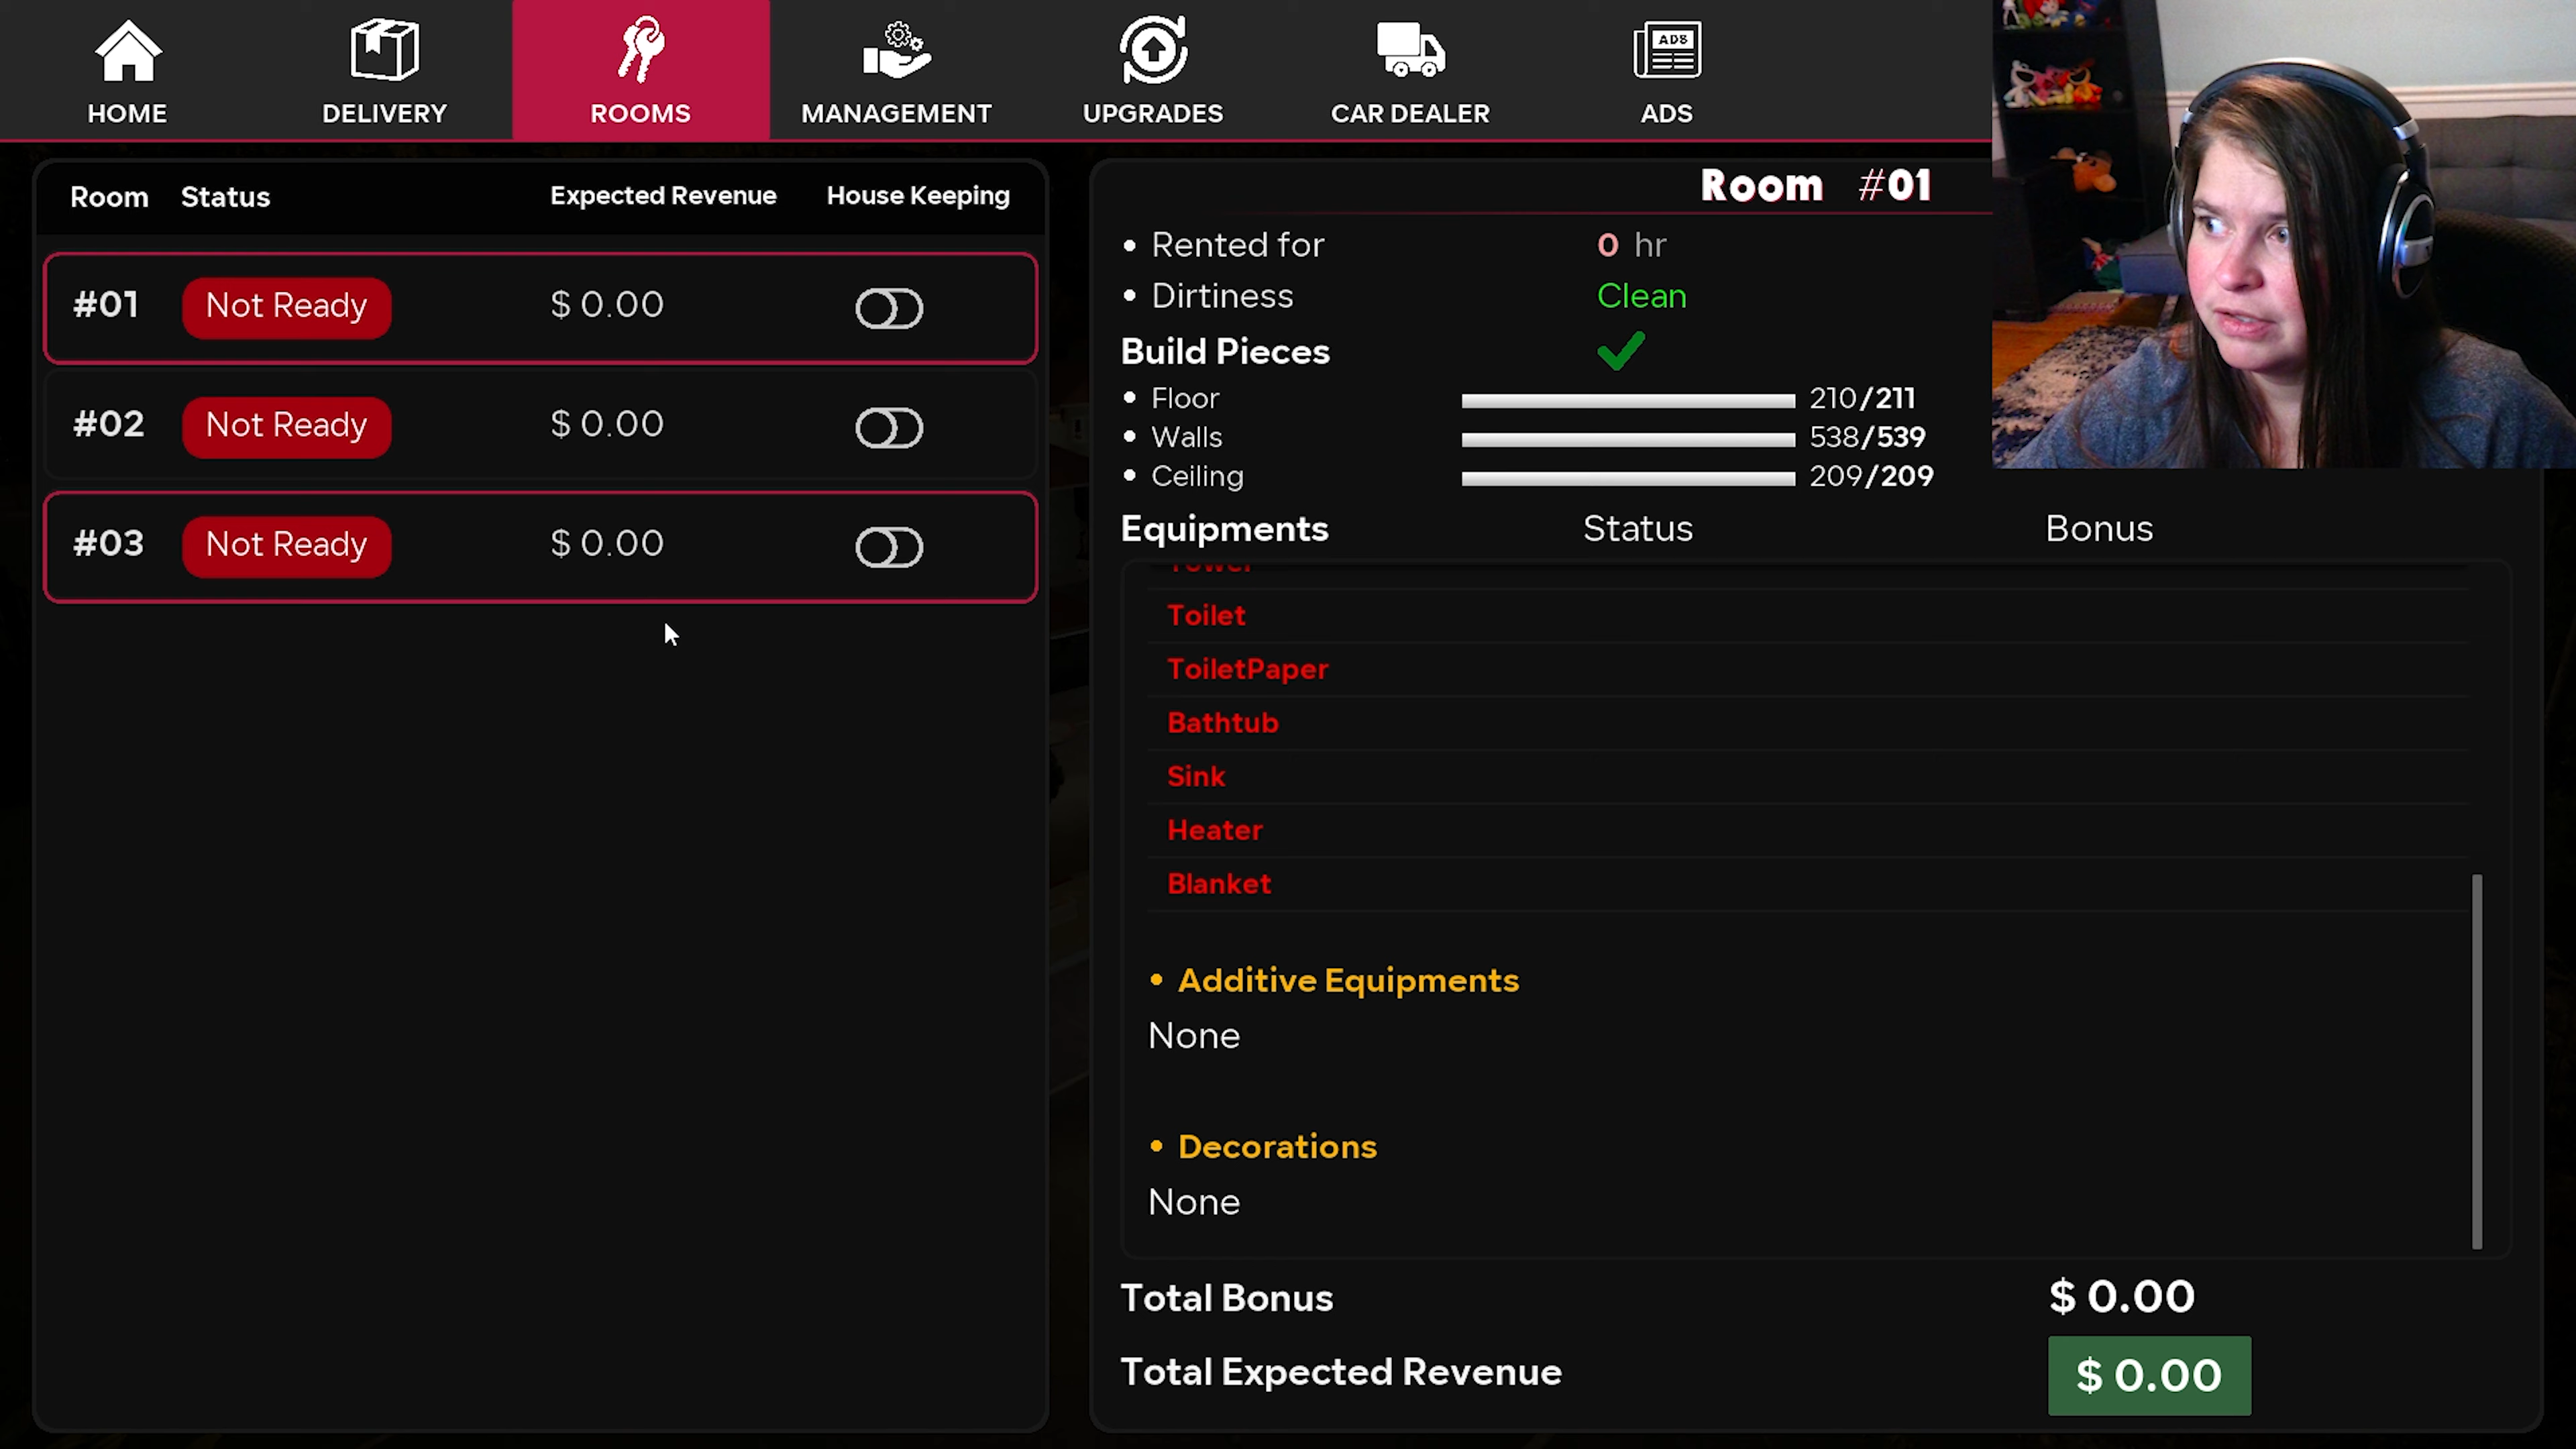 HOME
DELIVERY
ROOMS
MANAGEMENT
UPGRADES
CAR DEALER
ADS
ADS
Room Status Expected Revenue House Keeping
#01 Not Ready $ 0.00
#02 Not Ready $ 0.00
#03 Not Ready $ 0.00
Room #01
• Rented for 0 hr
• Dirtiness Clean
Build Pieces
• Floor 210/211
• Walls 538/539
• Ceiling 209/209
Equipments Status Bonus
Toilet
ToiletPaper
Bathtub
Sink
Heater
Blanket
• Additive Equipments
None
• Decorations
None
Total Bonus $ 0.00
Total Expected Revenue $ 0.00